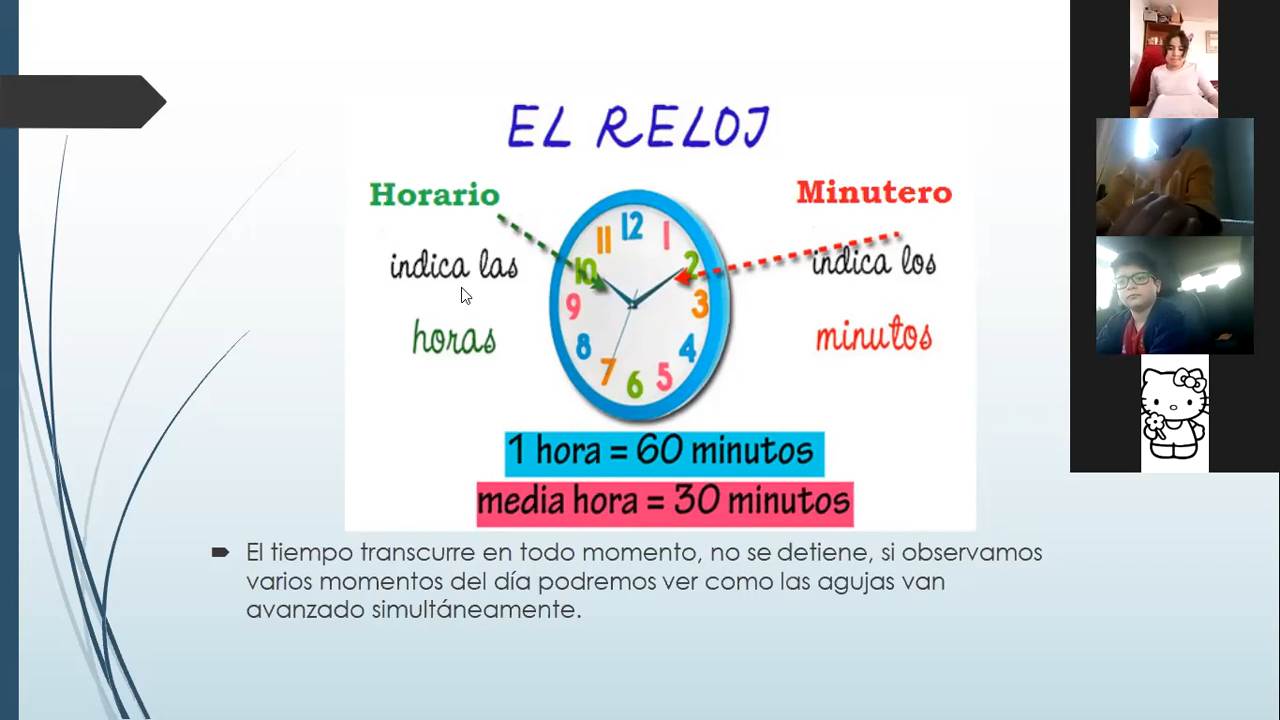 EL RELOJ
Horario
indica las
horas
Minutero
indica los
minutos
12
1
2
3
4
5
6
7
8
9
10
11
1 hora = 60 minutos
media hora = 30 minutos
El tiempo transcurre en todo momento, no se detiene, si observamos
varios momentos del día podremos ver como las agujas van
avanzado simultáneamente.